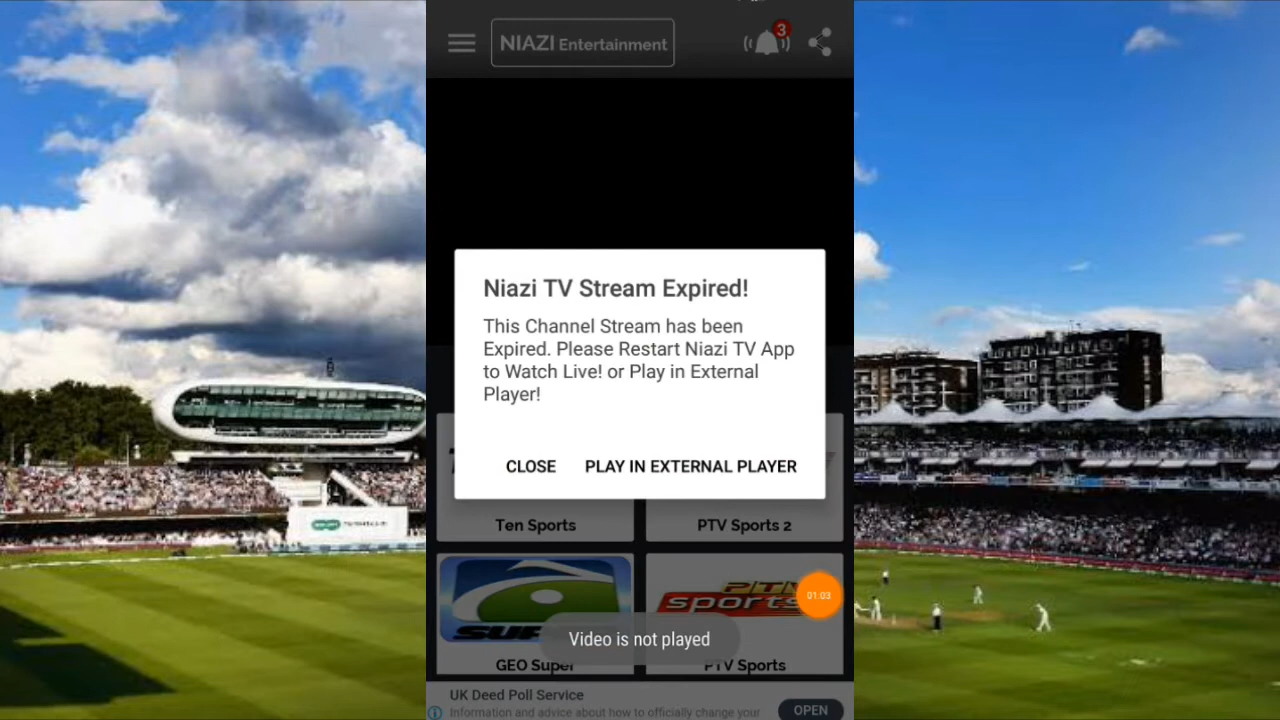 NIAZI Entertainment
3
Niazi TV Stream Expired!
This Channel Stream has been
Expired. Please Restart Niazi TV App
to Watch Live! or Play in External
Player!
CLOSE
PLAY IN EXTERNAL PLAYER
Ten Sports
PTV Sports 2
PTV
sports
01:03
Video is not played
GEO Super
PTV Sports
UK Deed Poll Service
Information and advice about how to officially change your
OPEN